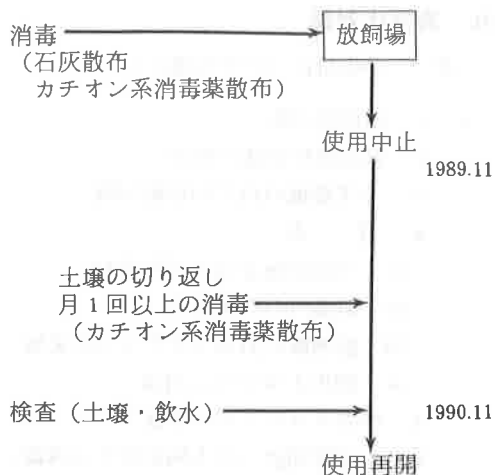 消毒
放飼場
（石灰散布
カチオン系消毒薬散布）
使用中止
1989.11
土壌の切り返し
月１回以上の消毒
（カチオン系消毒薬散布）
検査（土壌・飲水）
1990.11
使用再開